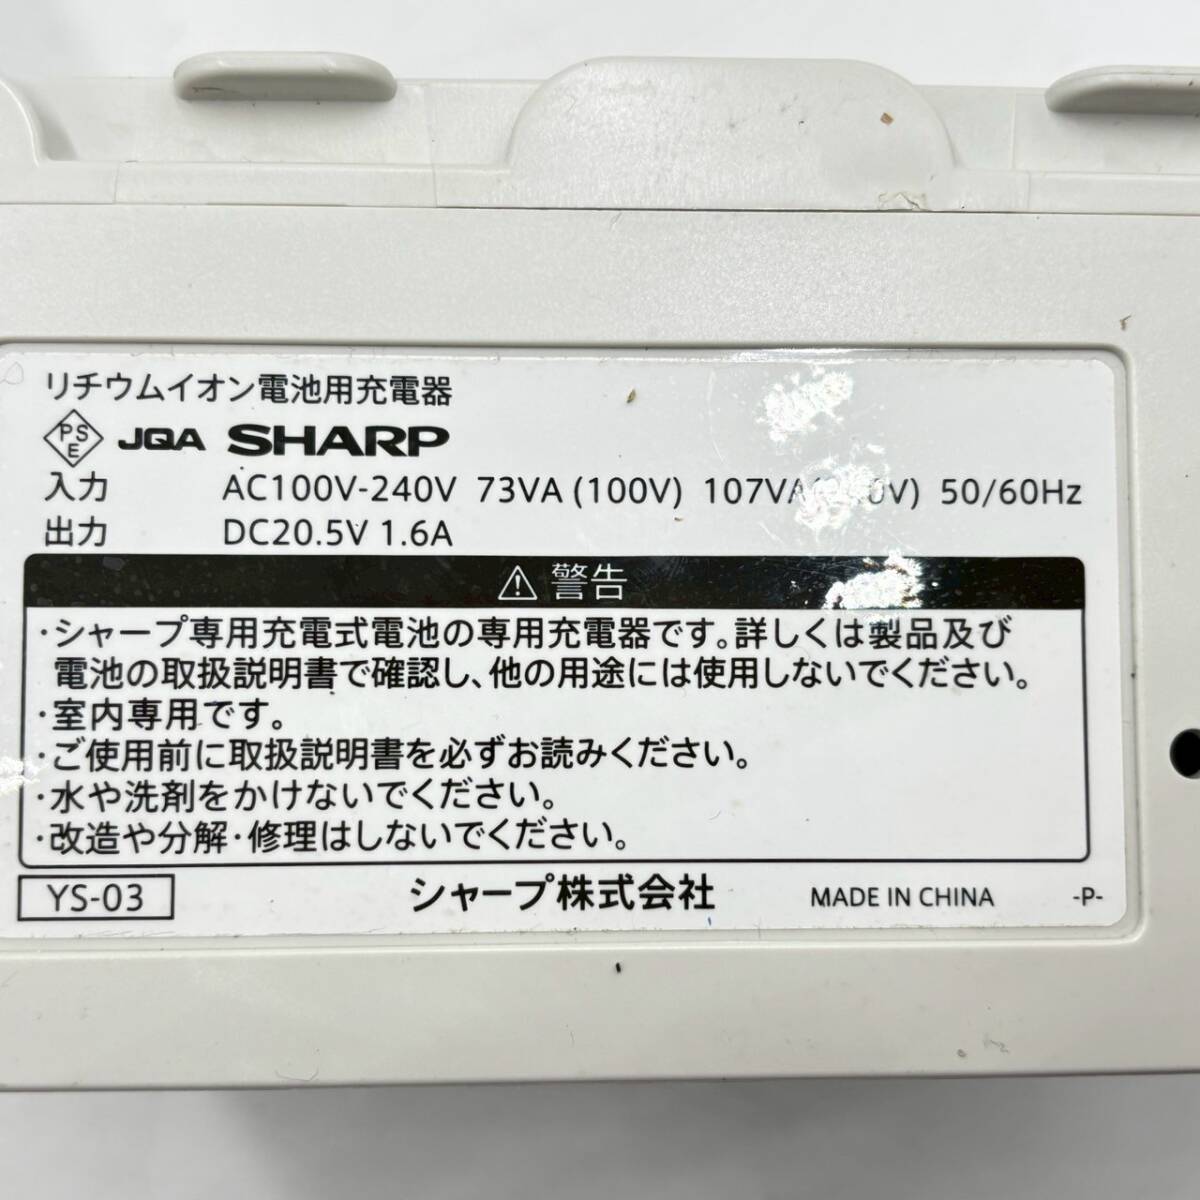 リチウムイオン電池用充電器
PSE JQA SHARP
入力 AC100V-240V 73VA (100V) 107VA 50/60Hz
出力 DC20.5V 1.6A
⚠ 警告
・シャープ専用充電式電池の専用充電器です。詳しくは製品及び
電池の取扱説明書で確認し、他の用途には使用しないでください。
・室内専用です。
・ご使用前に取扱説明書を必ずお読みください。
・水や洗剤をかけないでください。
・改造や分解・修理はしないでください。
YS-03 シャープ株式会社 MADE IN CHINA -P-